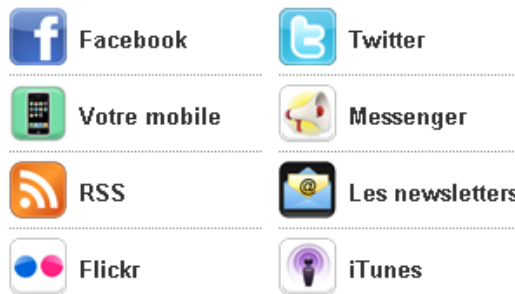 Facebook
Twitter
Votre mobile
Messenger
RSS
Les newsletters
Flickr
iTunes